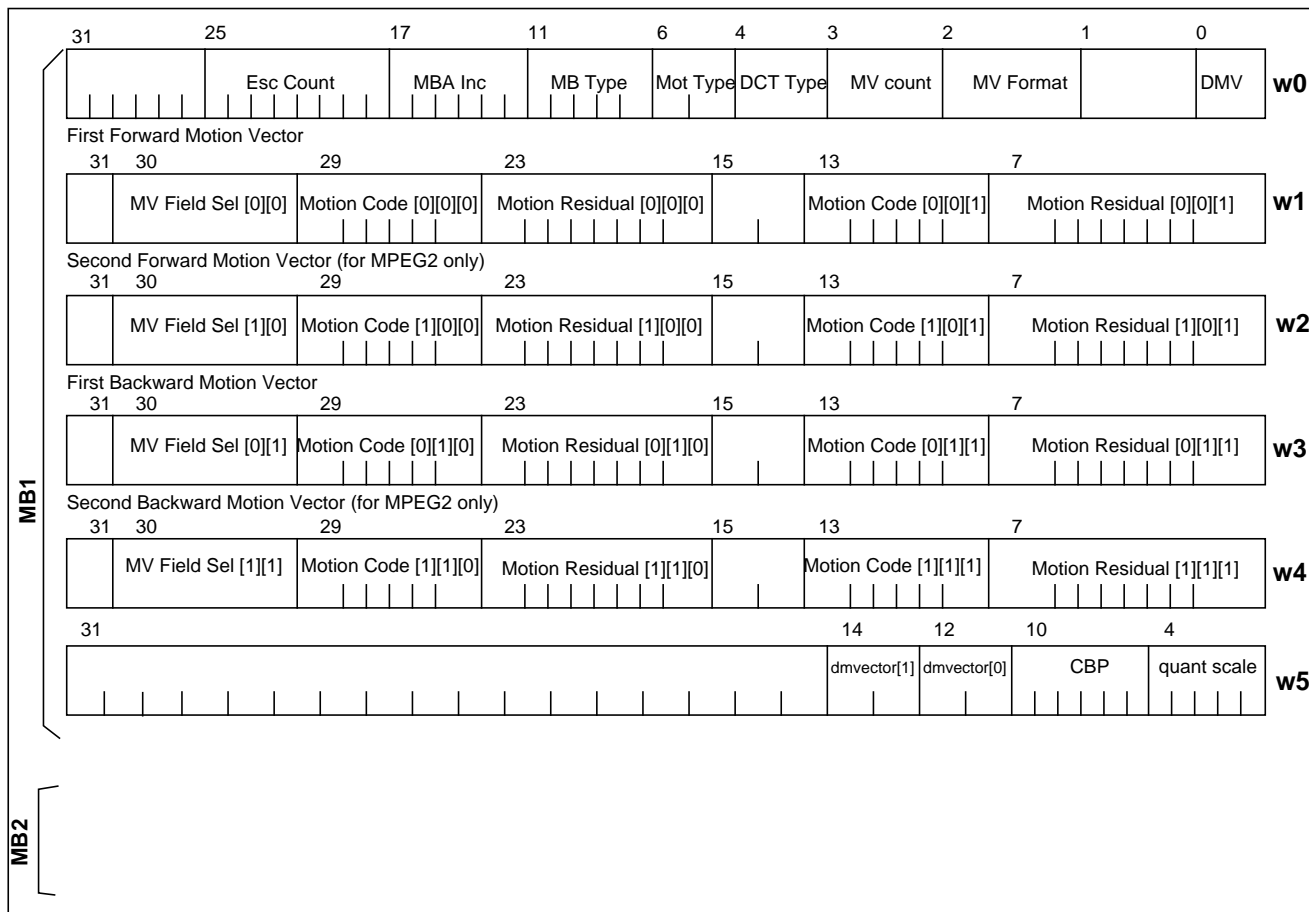 31 25 17 11 6 4 3 2 1 0
Esc Count MBA Inc MB Type Mot Type DCT Type MV count MV Format DMV w0
First Forward Motion Vector
31 30 29 23 15 13 7
MV Field Sel [0][0] Motion Code [0][0][0] Motion Residual [0][0][0] Motion Code [0][0][1] Motion Residual [0][0][1] w1
Second Forward Motion Vector (for MPEG2 only)
31 30 29 23 15 13 7
MV Field Sel [1][0] Motion Code [1][0][0] Motion Residual [1][0][0] Motion Code [1][0][1] Motion Residual [1][0][1] w2
First Backward Motion Vector
31 30 29 23 15 13 7
MV Field Sel [0][1] Motion Code [0][1][0] Motion Residual [0][1][0] Motion Code [0][1][1] Motion Residual [0][1][1] w3
Second Backward Motion Vector (for MPEG2 only)
31 30 29 23 15 13 7
MV Field Sel [1][1] Motion Code [1][1][0] Motion Residual [1][1][0] Motion Code [1][1][1] Motion Residual [1][1][1] w4
31 14 12 10 4
dmvector[1] dmvector[0] CBP quant scale w5
MB1
MB2